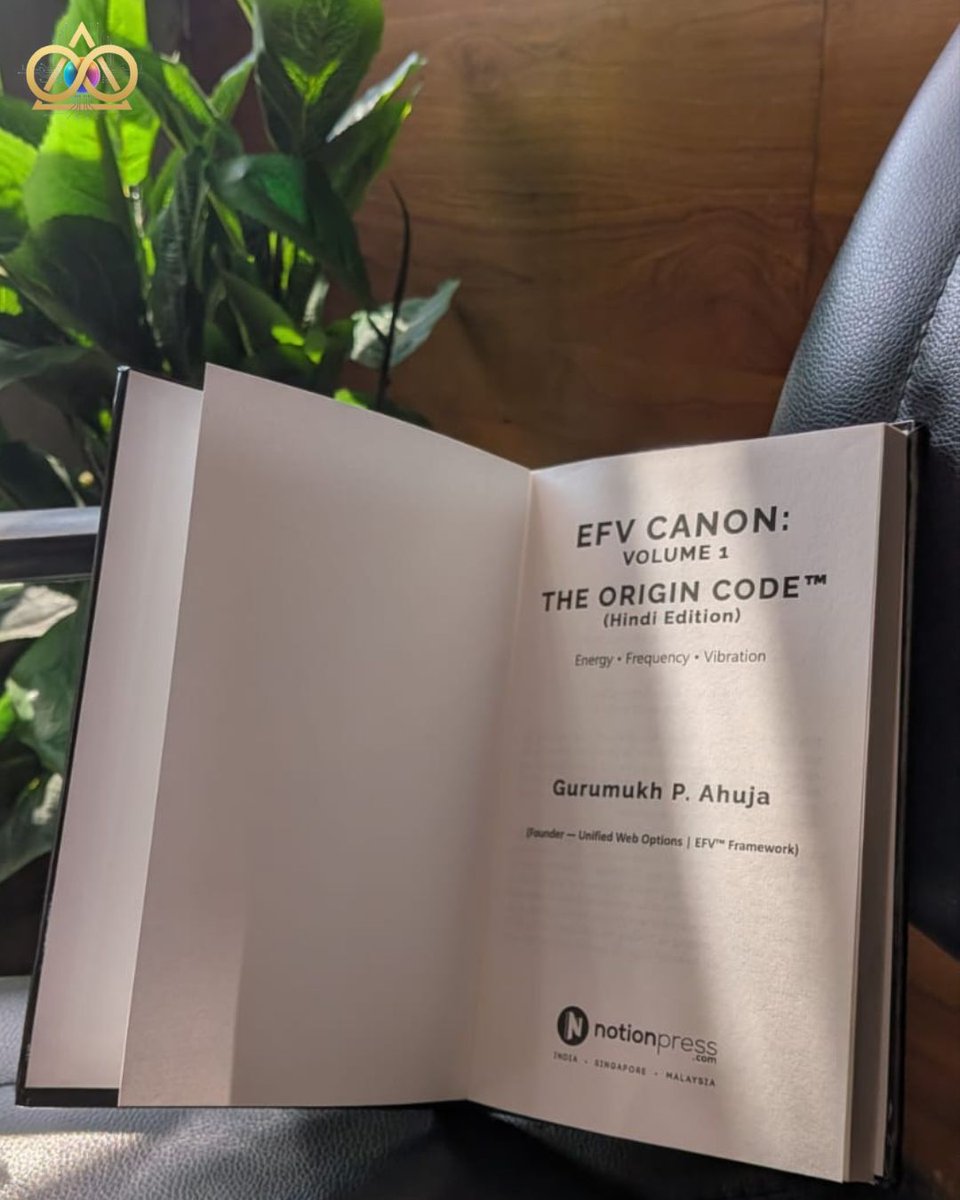 EFV CANON:
VOLUME 1
THE ORIGIN CODE™
(Hindi Edition)
Energy • Frequency • Vibration
Gurumukh P. Ahuja
(Founder — Unified Web Options | EFV™ Framework)
notionpress
.com
INDIA • SINGAPORE • MALAYSIA